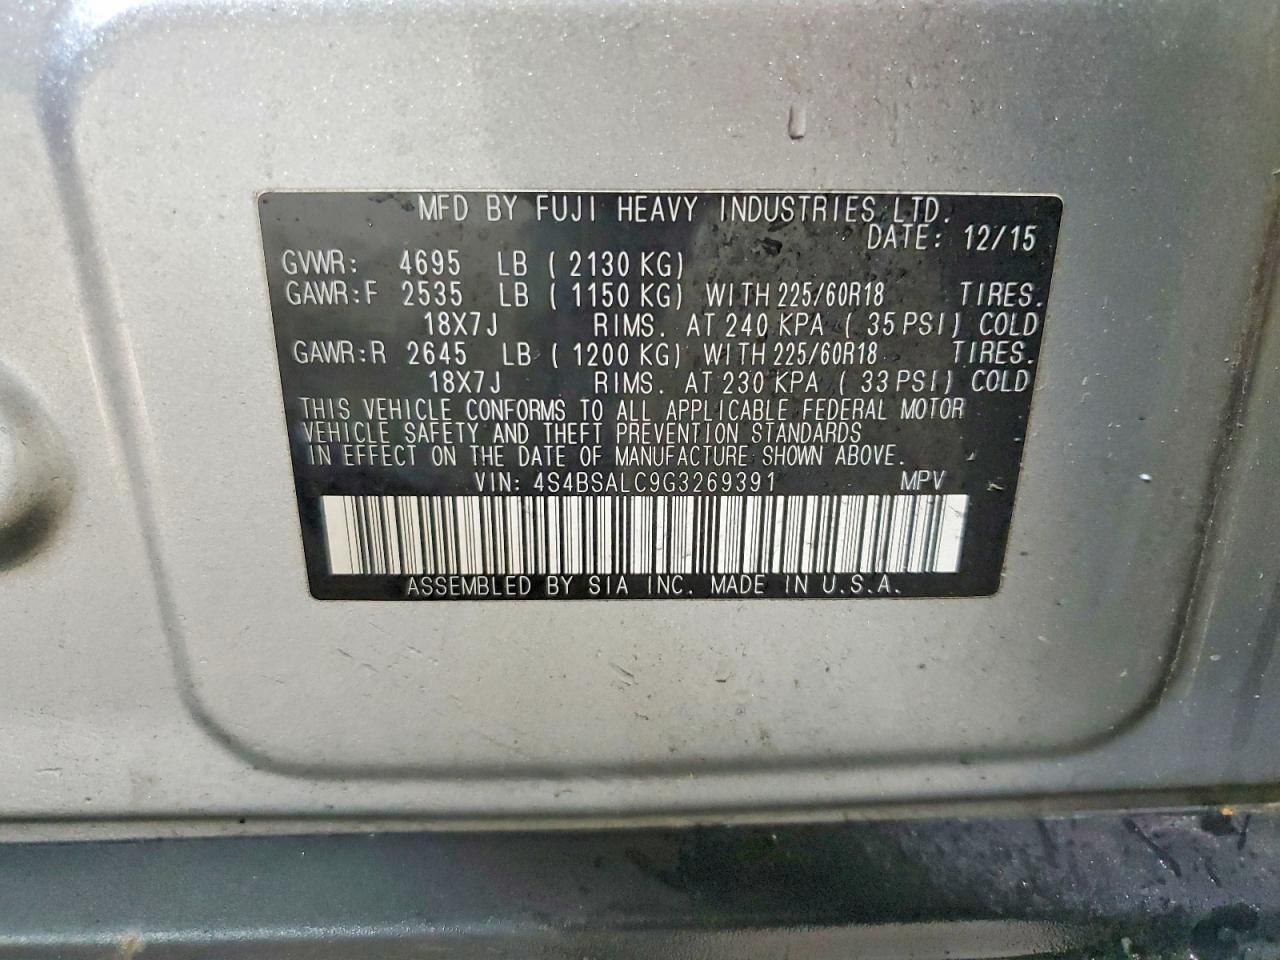 MFD BY FUJI HEAVY INDUSTRIES LTD.
DATE: 12/15
GVWR: 4695 LB ( 2130 KG)
GAWR:F 2535 LB ( 1150 KG) WITH 225/60R18 TIRES.
18X7J RIMS. AT 240 KPA ( 35 PSI) COLD
GAWR:R 2645 LB ( 1200 KG) WITH 225/60R18 TIRES.
18X7J RIMS. AT 230 KPA ( 33 PSI) COLD
THIS VEHICLE CONFORMS TO ALL APPLICABLE FEDERAL MOTOR
VEHICLE SAFETY AND THEFT PREVENTION STANDARDS
IN EFFECT ON THE DATE OF MANUFACTURE SHOWN ABOVE.
VIN: 4S4BSALC9G3269391 MPV
ASSEMBLED BY SIA INC. MADE IN U.S.A.